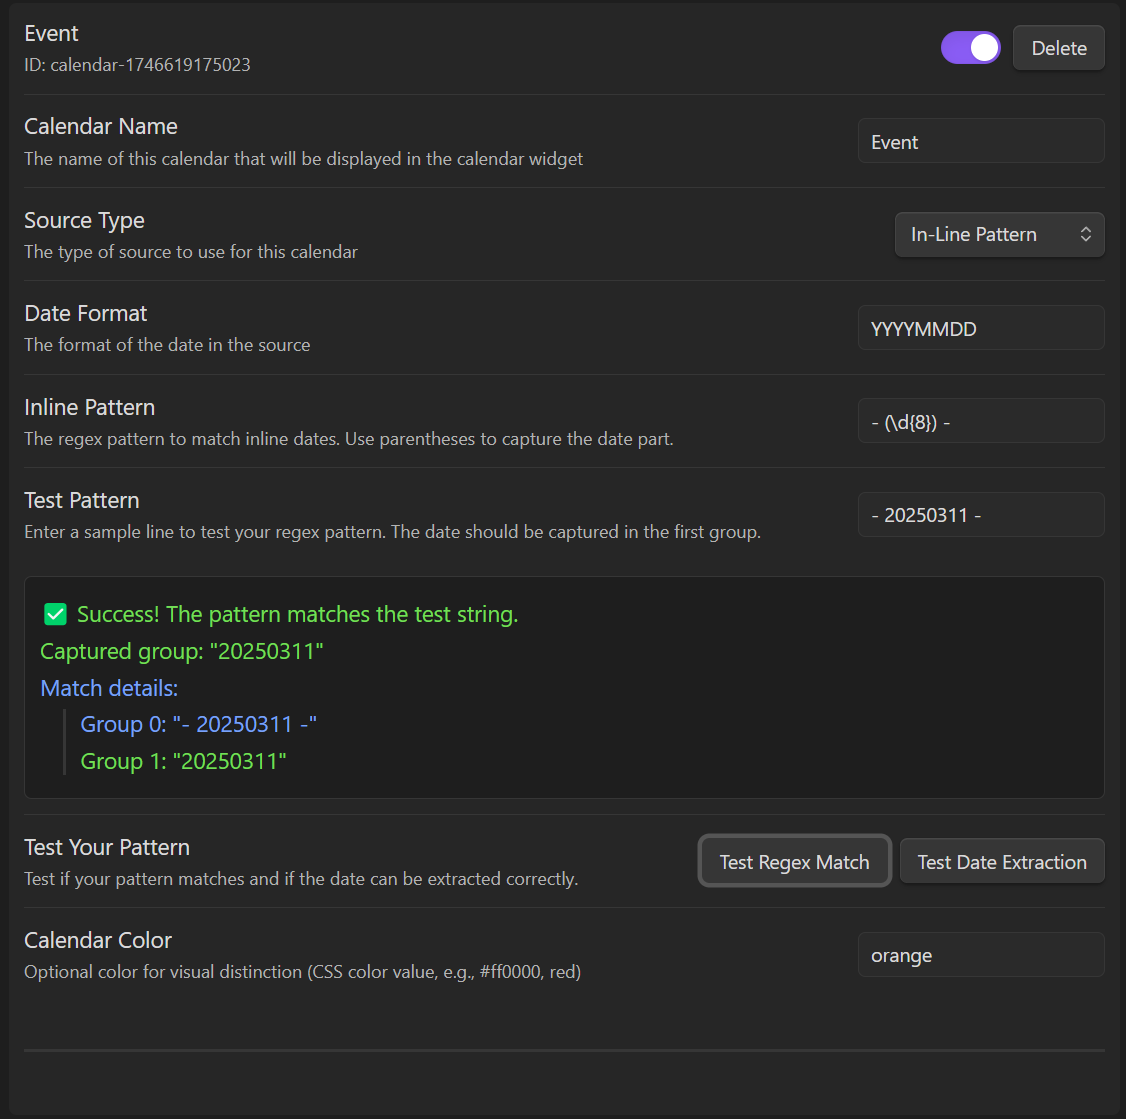 Event
ID: calendar-1746619175023
Delete
Calendar Name
The name of this calendar that will be displayed in the calendar widget
Event
Source Type
The type of source to use for this calendar
In-Line Pattern
Date Format
The format of the date in the source
YYYYMMDD
Inline Pattern
The regex pattern to match inline dates. Use parentheses to capture the date part.
- (\d{8}) -
Test Pattern
Enter a sample line to test your regex pattern. The date should be captured in the first group.
- 20250311 -
✅ Success! The pattern matches the test string.
Captured group: "20250311"
Match details:
Group 0: "- 20250311 -"
Group 1: "20250311"
Test Your Pattern
Test if your pattern matches and if the date can be extracted correctly.
Test Regex Match
Test Date Extraction
Calendar Color
Optional color for visual distinction (CSS color value, e.g., #ff0000, red)
orange